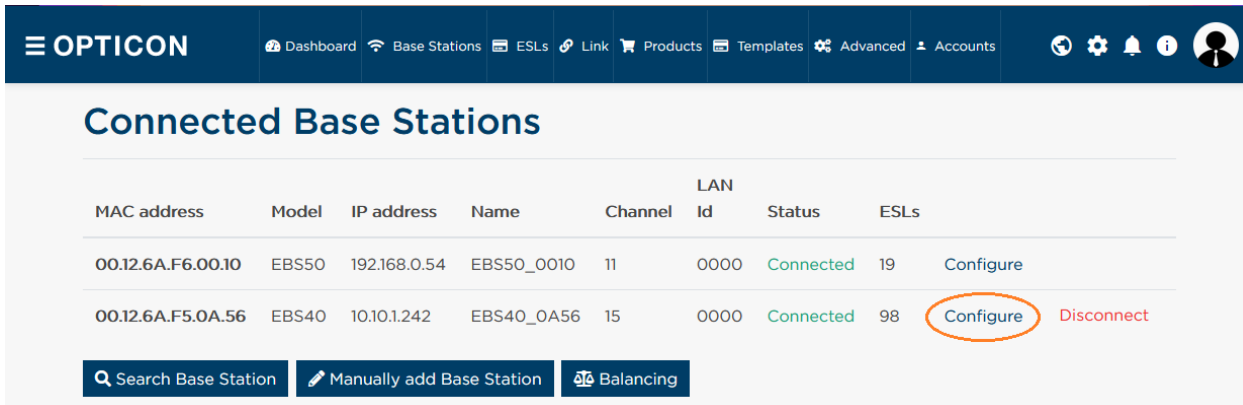 OPTICON Dashboard Base Stations ESLs Link Products Templates Advanced Accounts
Connected Base Stations
MAC address Model IP address Name Channel LAN Id Status ESLs
00.12.6A.F6.00.10 EBS50 192.168.0.54 EBS50_0010 11 0000 Connected 19 Configure
00.12.6A.F5.0A.56 EBS40 10.10.1.242 EBS40_0A56 15 0000 Connected 98 Configure Disconnect
Search Base Station Manually add Base Station Balancing